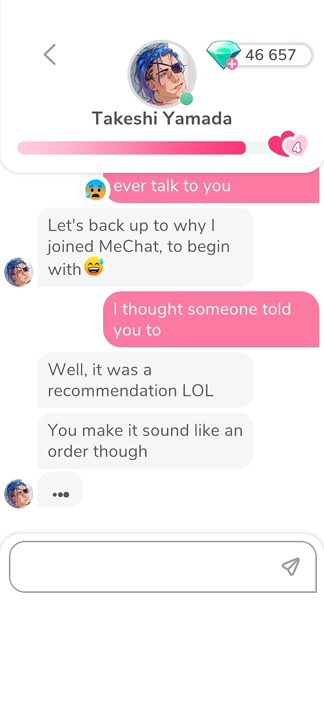 46 657
Takeshi Yamada
4
ever talk to you
Let's back up to why I
joined MeChat, to begin
with😅
I thought someone told
you to
Well, it was a
recommendation LOL
You make it sound like an
order though